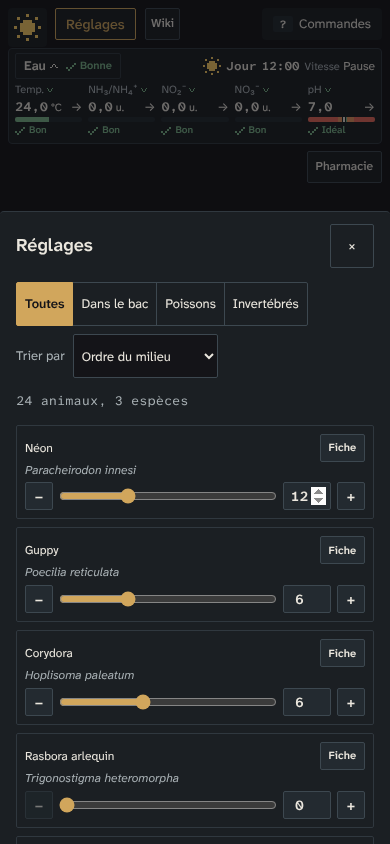 Réglages
Wiki
? Commandes
Eau Bonne
Jour 12:00 Vitesse Pause
Temp. NH₃/NH₄⁺ NO₂⁻ NO₃⁻ pH
24,0 °C → 0,0 u. → 0,0 u. → 0,0 u. → 7,0 →
Bon Bon Bon Bon Idéal
Pharmacie
Réglages
×
Toutes Dans le bac Poissons Invertébrés
Trier par Ordre du milieu
24 animaux, 3 espèces
Néon Fiche
Paracheirodon innesi
– 12 +
Guppy Fiche
Poecilia reticulata
– 6 +
Corydora Fiche
Hoplisoma paleatum
– 6 +
Rasbora arlequin Fiche
Trigonostigma heteromorpha
– 0 +